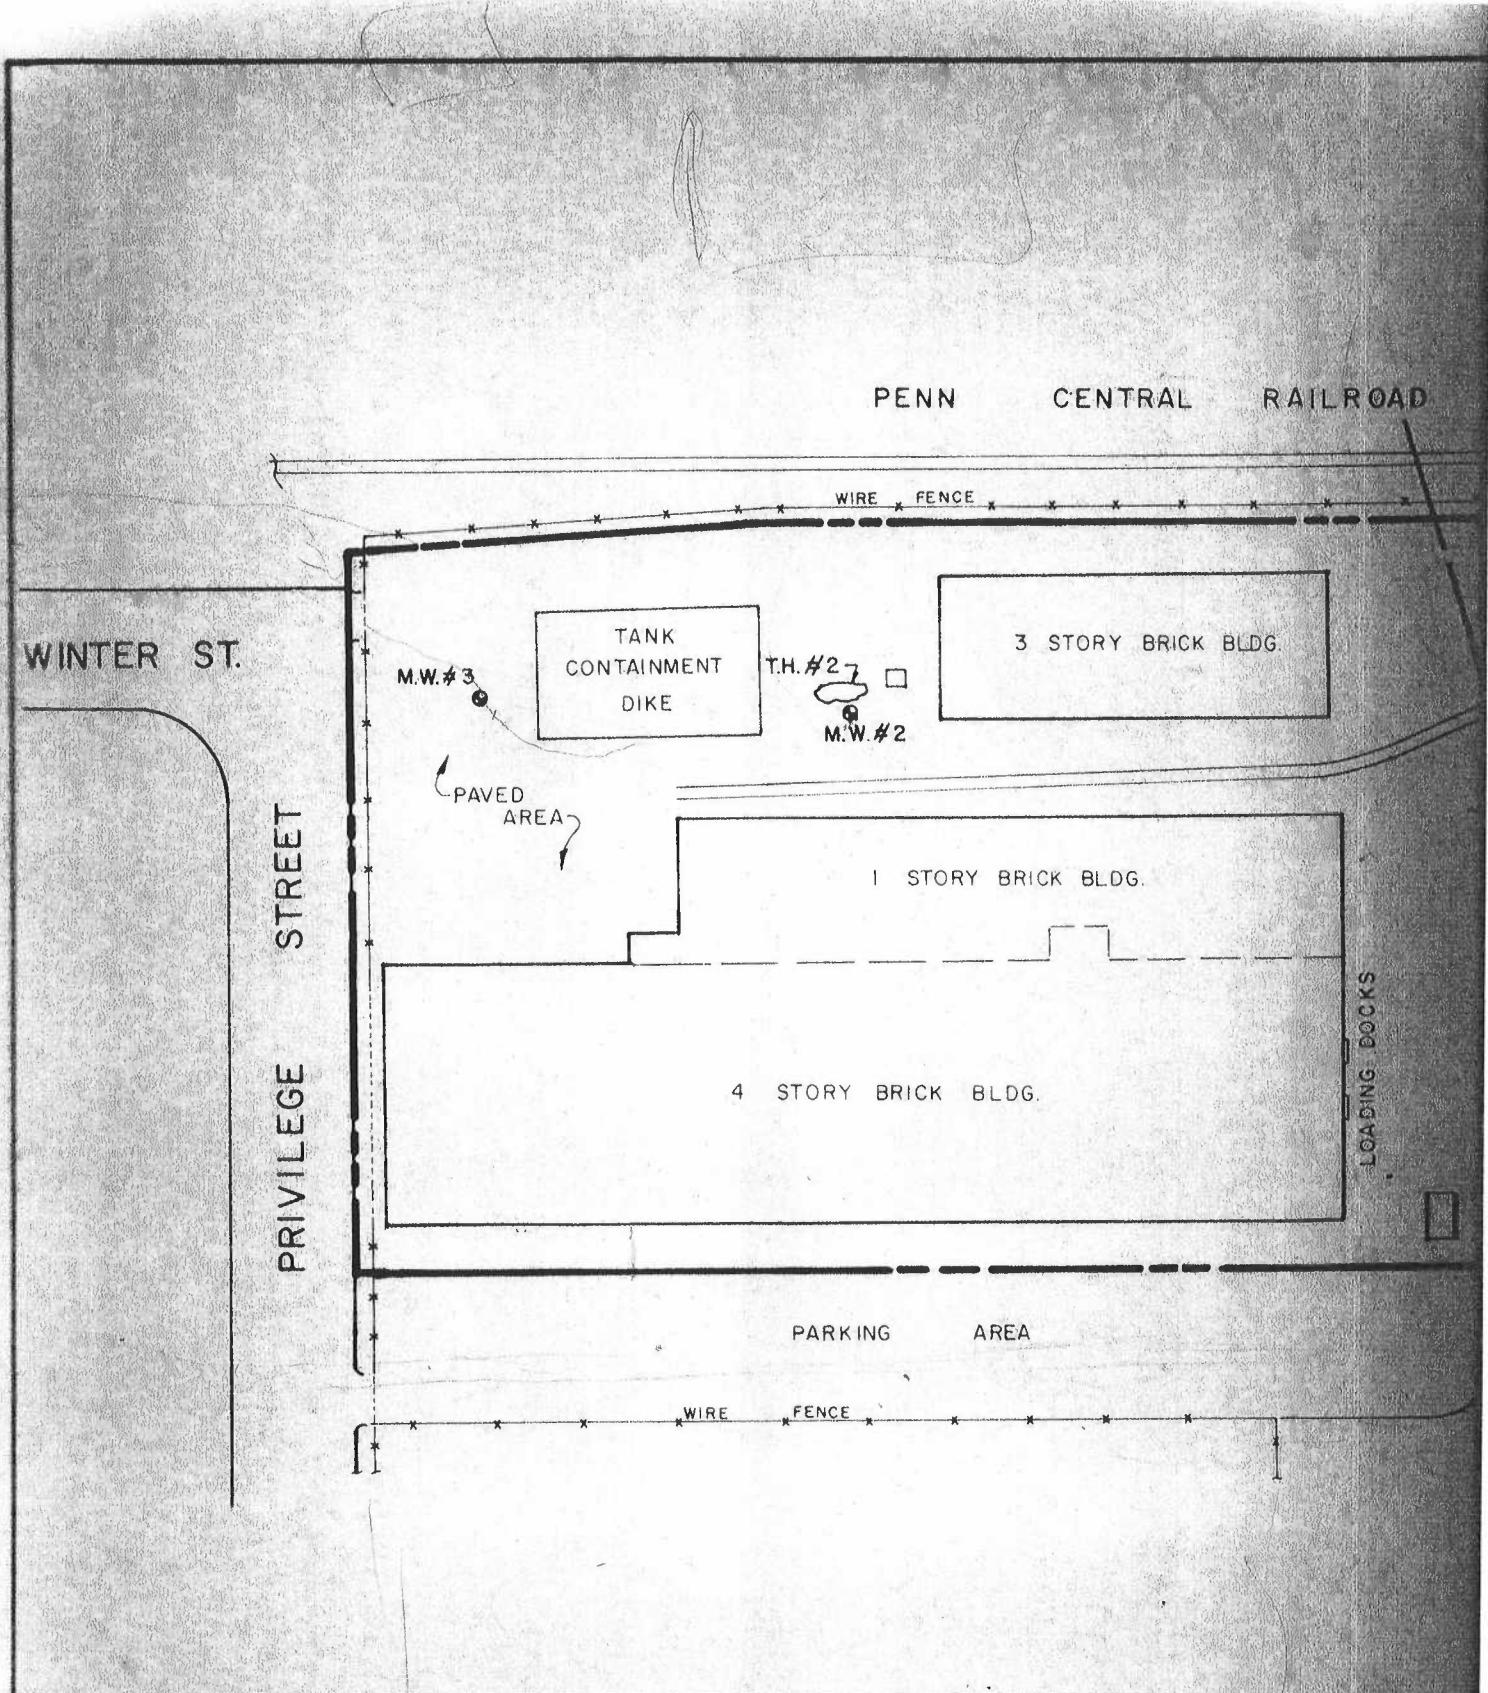 PENN CENTRAL RAILROAD
WIRE FENCE
WINTER ST.
TANK
CONTAINMENT
DIKE
3 STORY BRICK BLDG.
M.W.#3
T.H.#2
M.W.#2
PAVED
AREA
1 STORY BRICK BLDG.
PRIVILEGE STREET
4 STORY BRICK BLDG.
LOADING DOCKS
PARKING AREA
WIRE FENCE